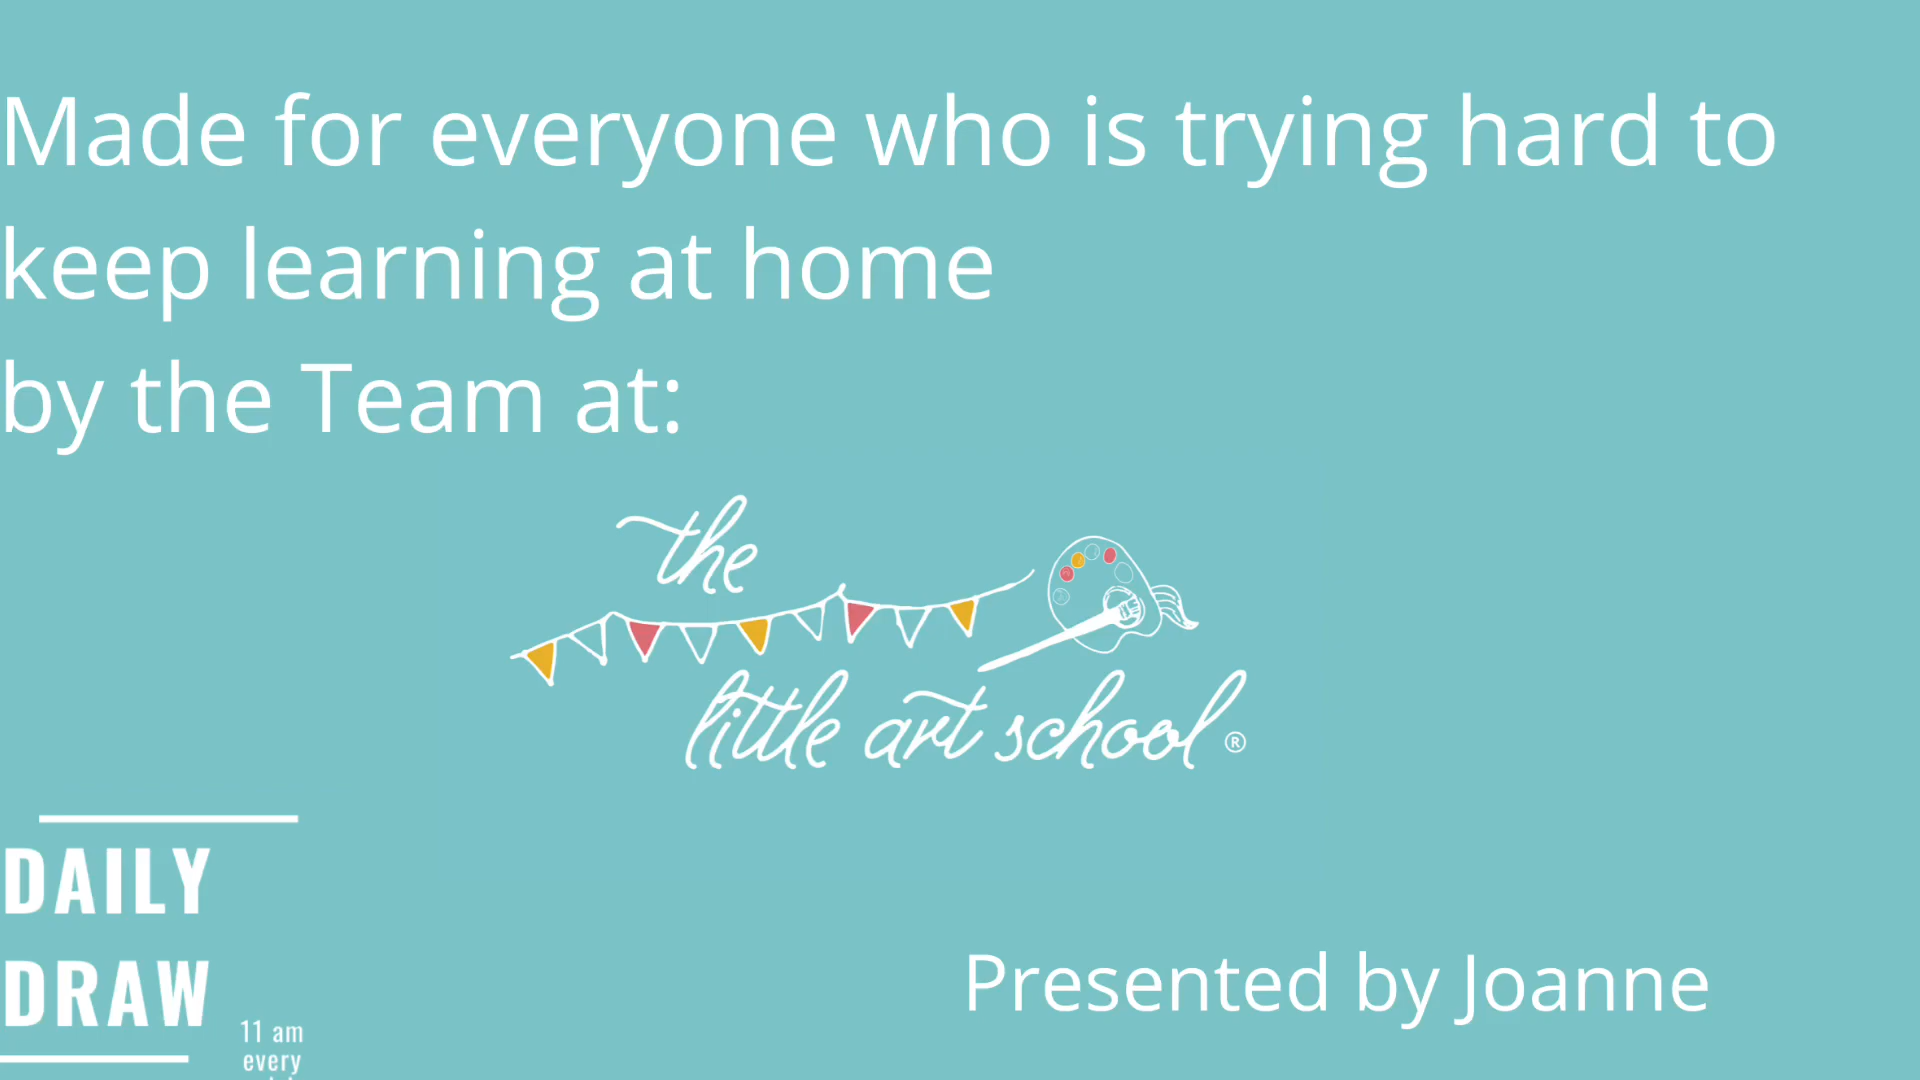 Made for everyone who is trying hard to
keep learning at home
by the Team at:
the
little art school ®
DAILY
DRAW
11 am
every
Presented by Joanne